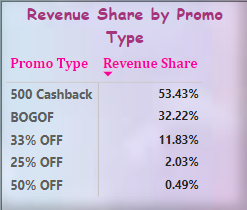 Revenue Share by Promo
Type
Promo Type Revenue Share
500 Cashback 53.43%
BOGOF 32.22%
33% OFF 11.83%
25% OFF 2.03%
50% OFF 0.49%